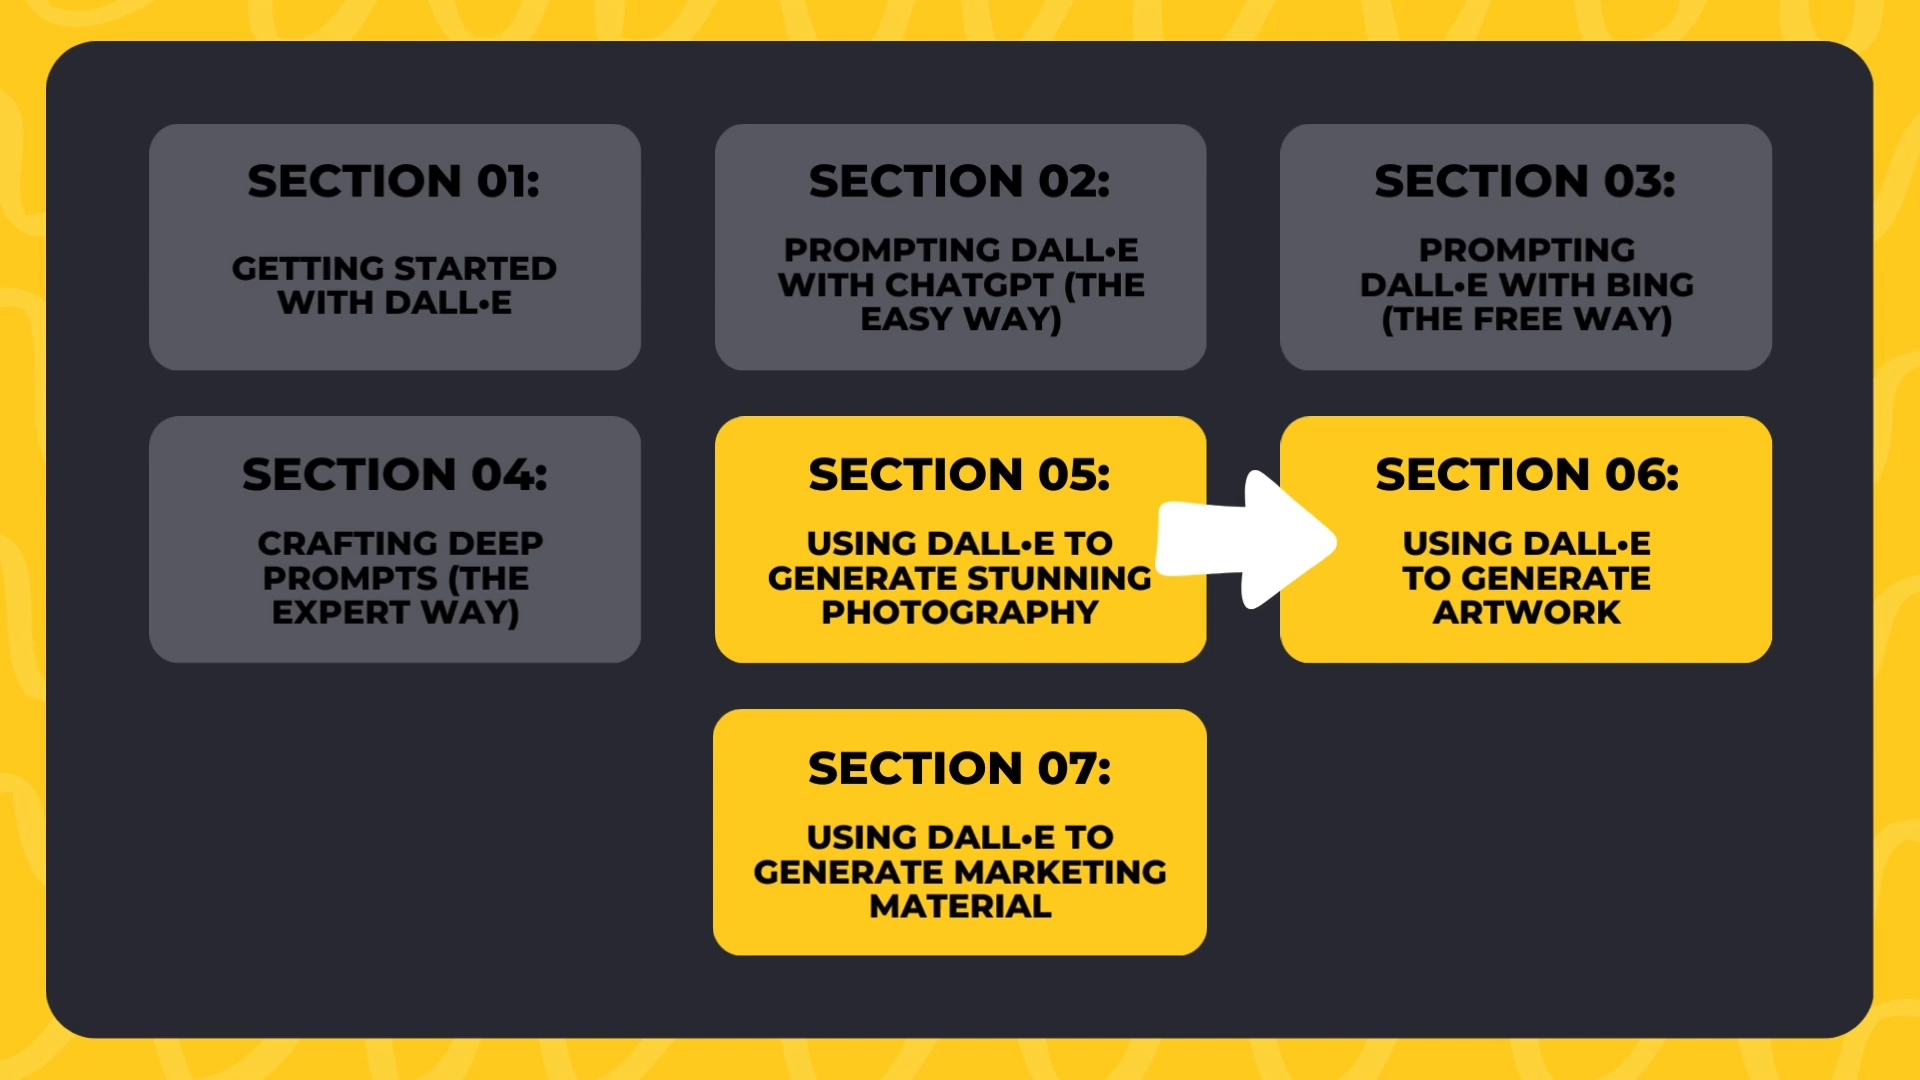 SECTION 01:
GETTING STARTED
WITH DALL•E
SECTION 02:
PROMPTING DALL•E
WITH CHATGPT (THE
EASY WAY)
SECTION 03:
PROMPTING
DALL•E WITH BING
(THE FREE WAY)
SECTION 04:
CRAFTING DEEP
PROMPTS (THE
EXPERT WAY)
SECTION 05:
USING DALL•E TO
GENERATE STUNNING
PHOTOGRAPHY
SECTION 06:
USING DALL•E
TO GENERATE
ARTWORK
SECTION 07:
USING DALL•E TO
GENERATE MARKETING
MATERIAL